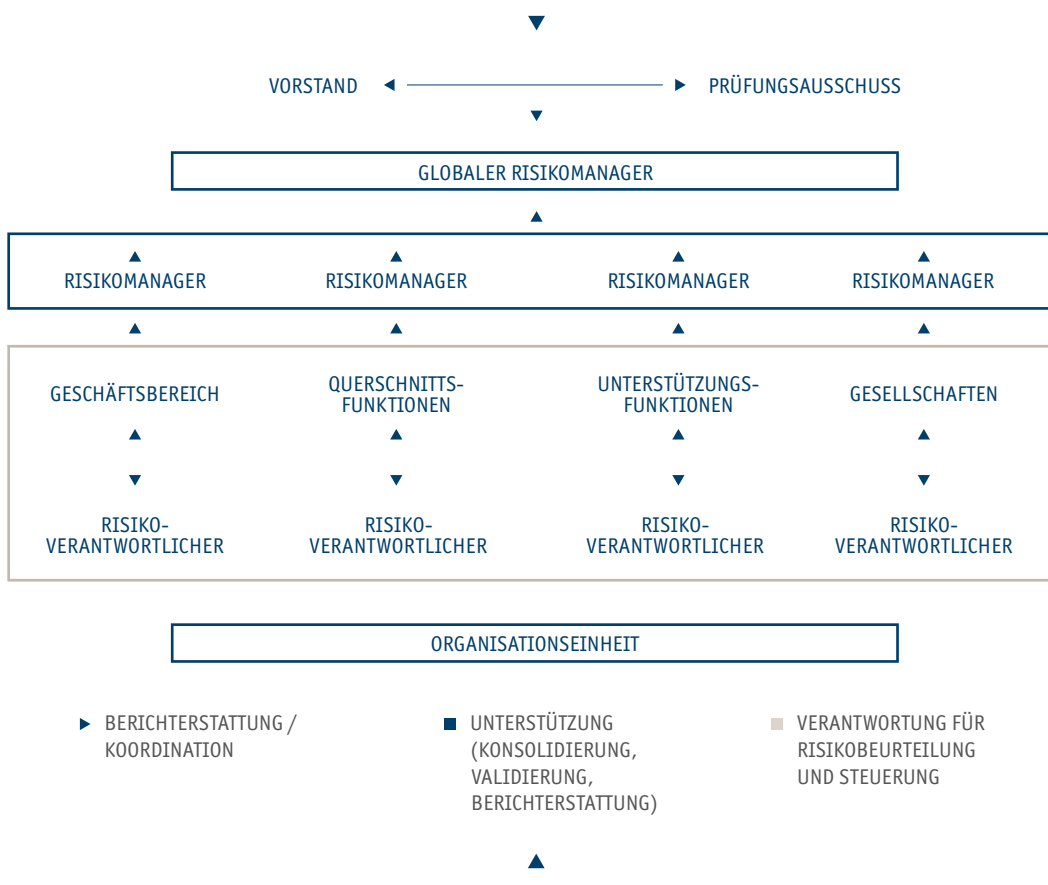 VORSTAND
PRÜFUNGSAUSSCHUSS
GLOBALER RISIKOMANAGER
RISIKOMANAGER
RISIKOMANAGER
RISIKOMANAGER
RISIKOMANAGER
GESCHÄFTSBEREICH
QUERSCHNITTS-
FUNKTIONEN
UNTERSTÜTZUNGS-
FUNKTIONEN
GESELLSCHAFTEN
RISIKO-
VERANTWORTLICHER
RISIKO-
VERANTWORTLICHER
RISIKO-
VERANTWORTLICHER
RISIKO-
VERANTWORTLICHER
ORGANISATIONSEINHEIT
BERICHTERSTATTUNG /
KOORDINATION
UNTERSTÜTZUNG
(KONSOLIDIERUNG,
VALIDIERUNG,
BERICHTERSTATTUNG)
VERANTWORTUNG FÜR
RISIKOBEURTEILUNG
UND STEUERUNG